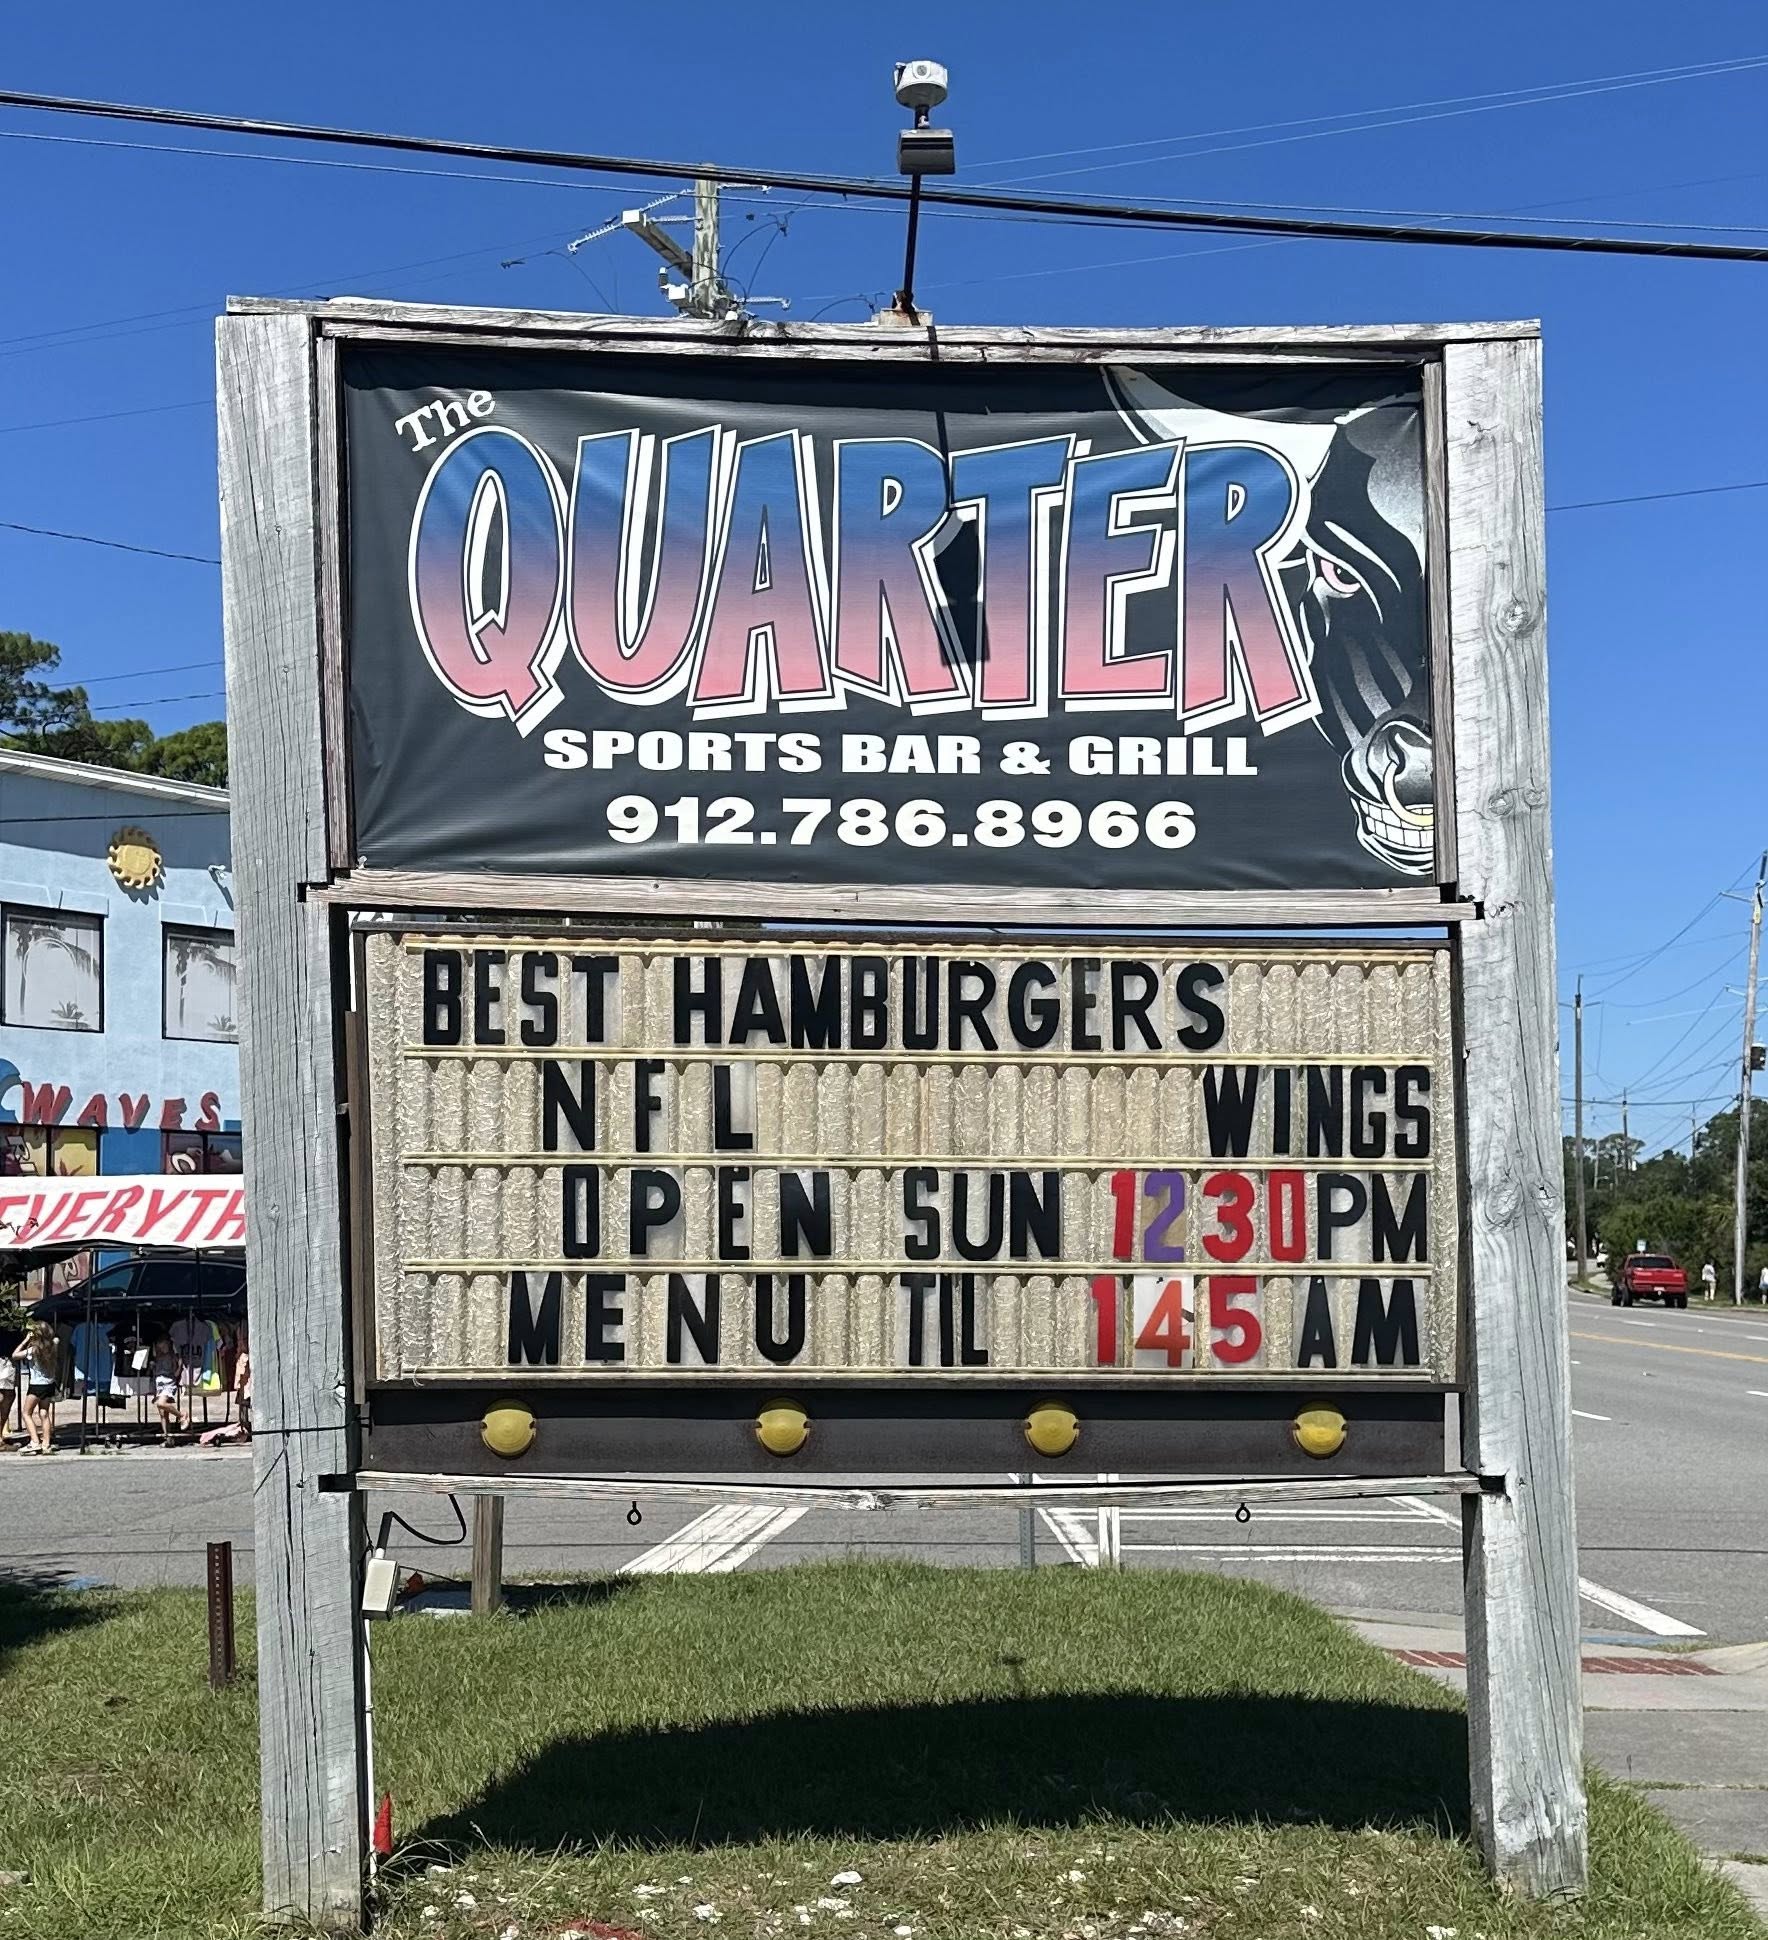 The
QUARTER
SPORTS BAR & GRILL
912.786.8966
BEST HAMBURGERS
NFL WINGS
OPEN SUN 1230PM
MENU TIL 145 AM
WAVES
EVERYTH